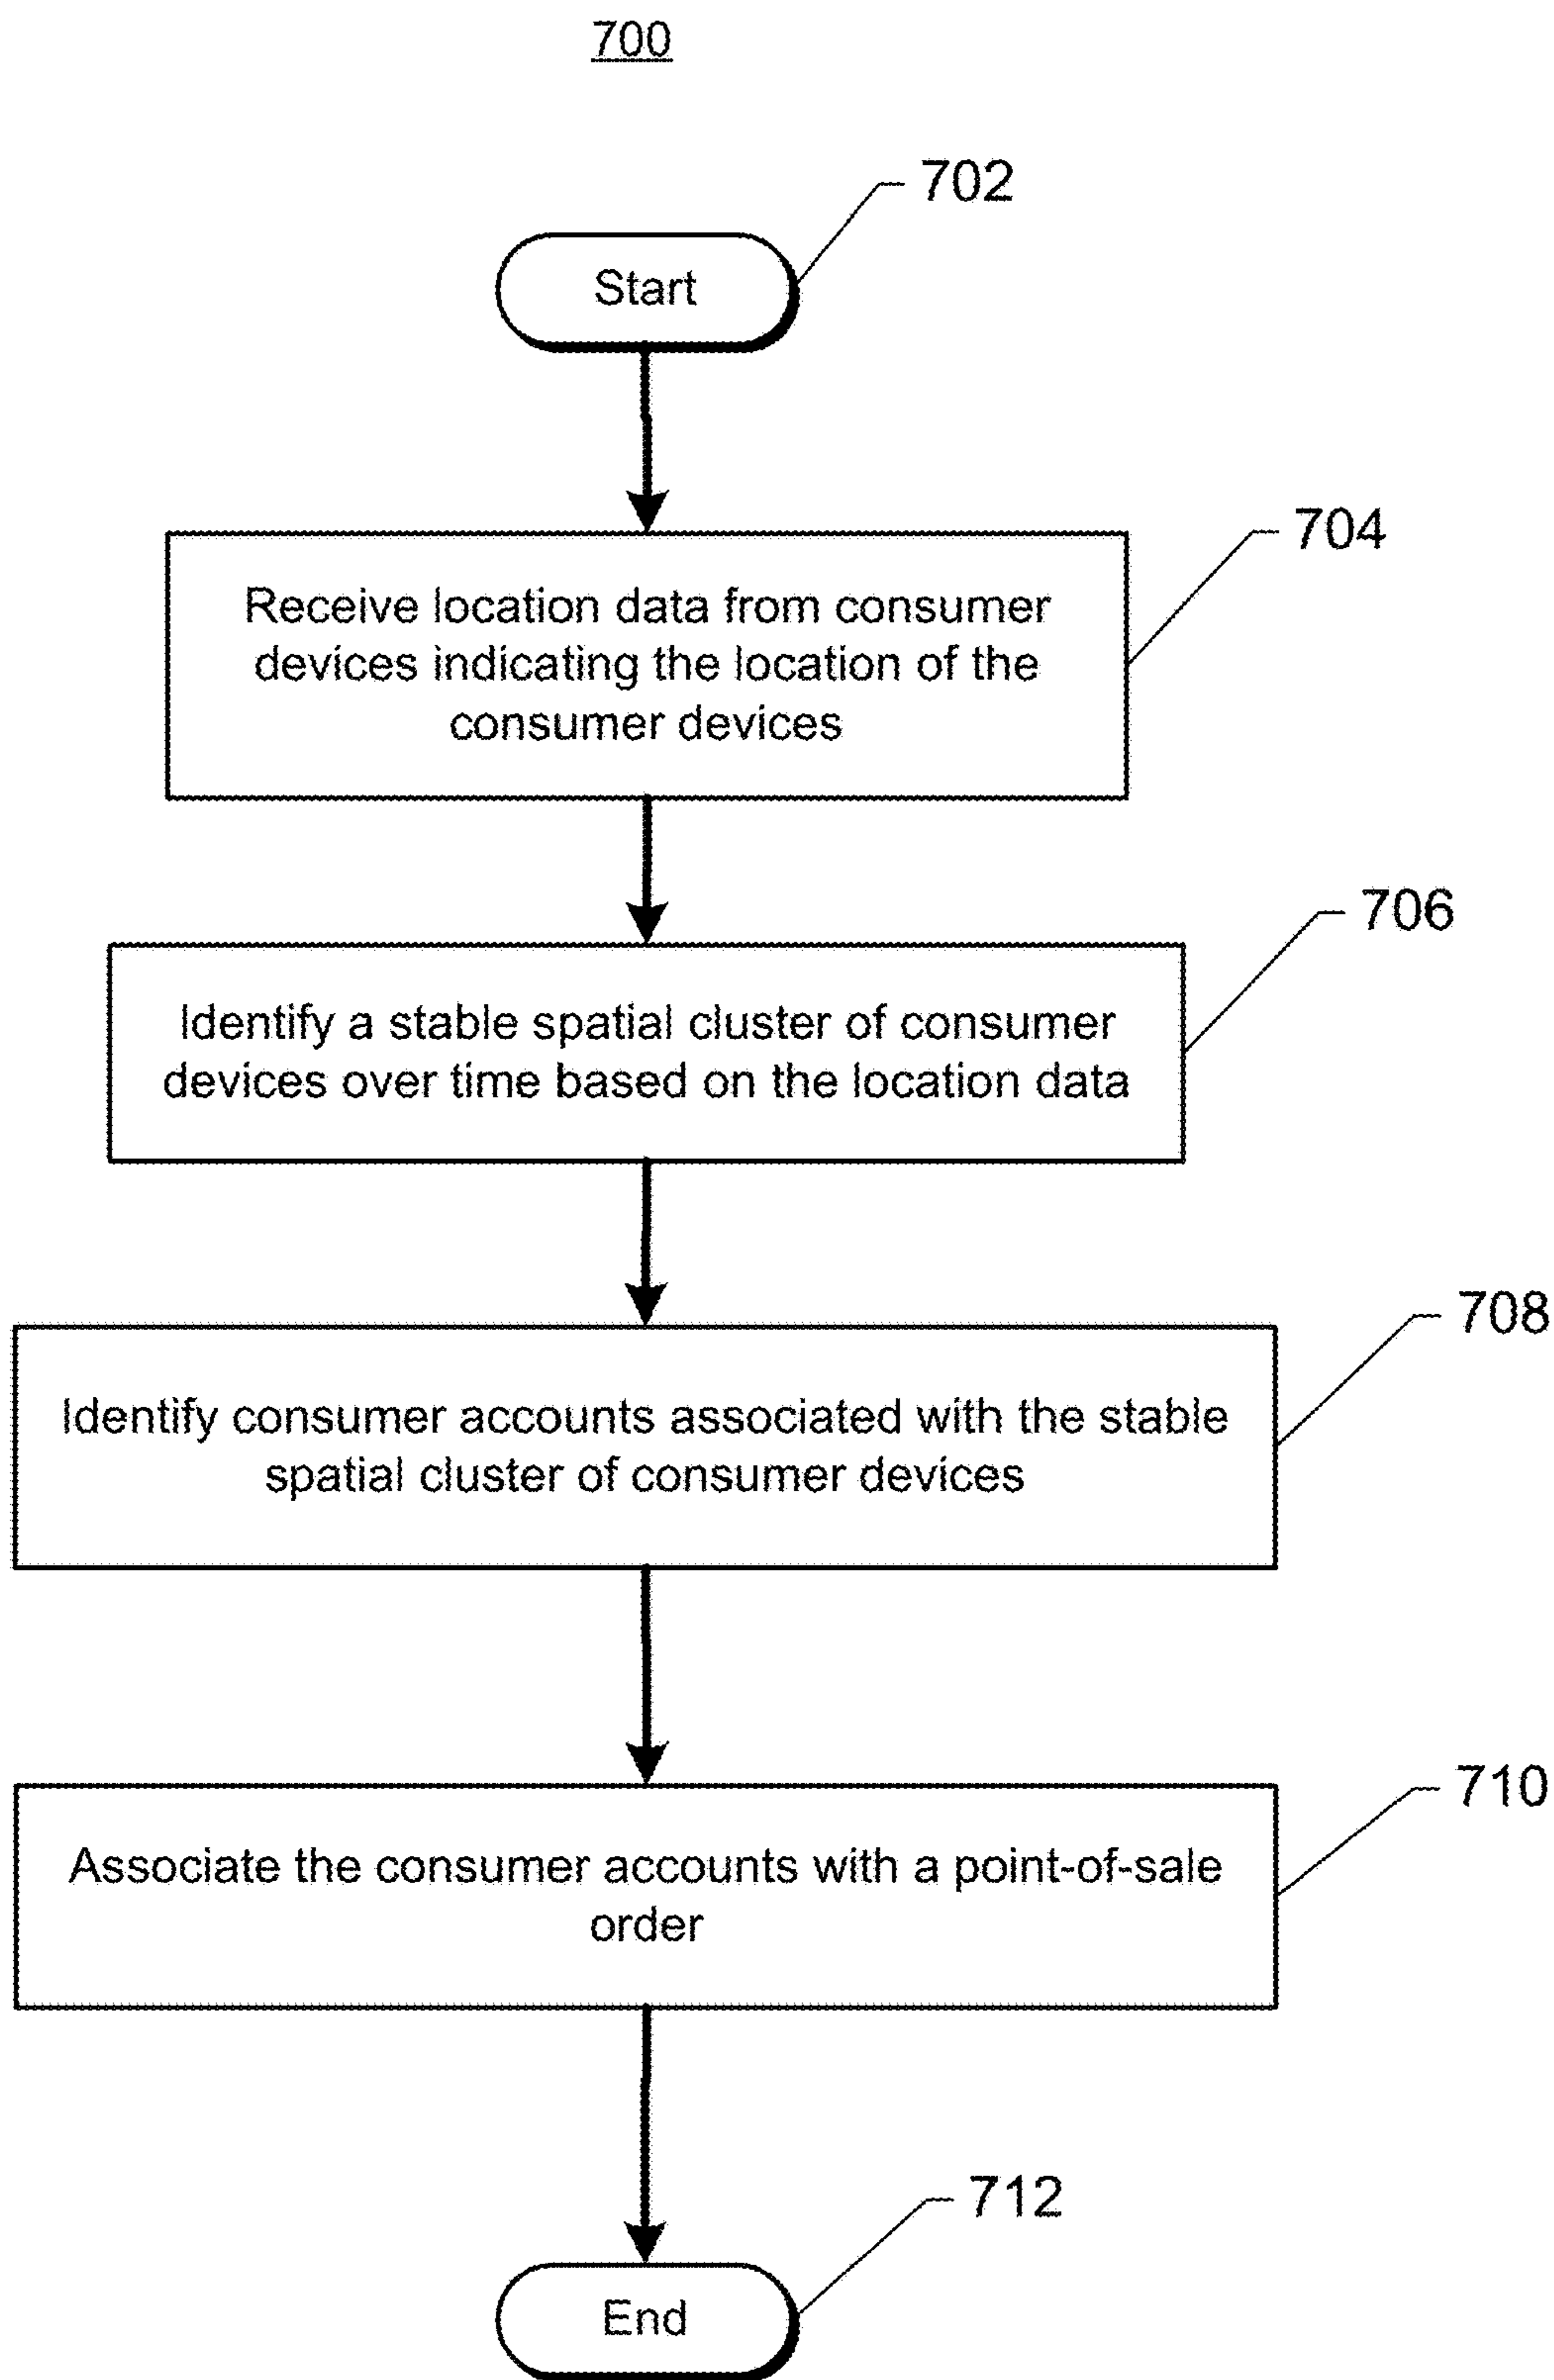 700
702
Start
704
Receive location data from consumer
devices indicating the location of the
consumer devices
706
Identify a stable spatial cluster of consumer
devices over time based on the location data
708
Identify consumer accounts associated with the stable
spatial cluster of consumer devices
710
Associate the consumer accounts with a point-of-sale
order
712
End